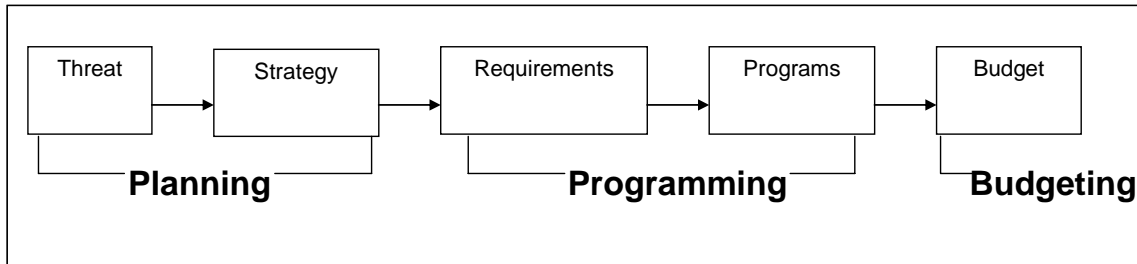 Threat
Strategy
Requirements
Programs
Budget
Planning
Programming
Budgeting